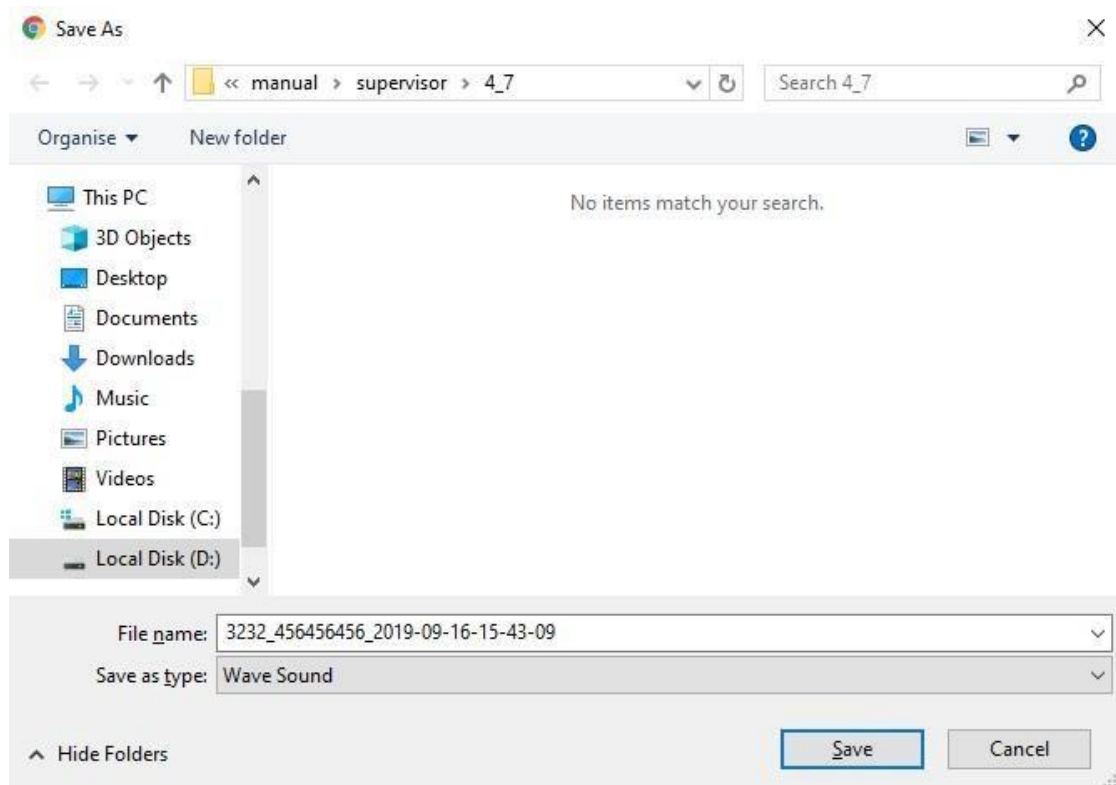 Save As
« manual > supervisor > 4_7
Search 4_7
Organise
New folder
This PC
3D Objects
Desktop
Documents
Downloads
Music
Pictures
Videos
Local Disk (C:)
Local Disk (D:)
No items match your search.
File name: 3232_456456456_2019-09-16-15-43-09
Save as type: Wave Sound
Hide Folders
Save
Cancel